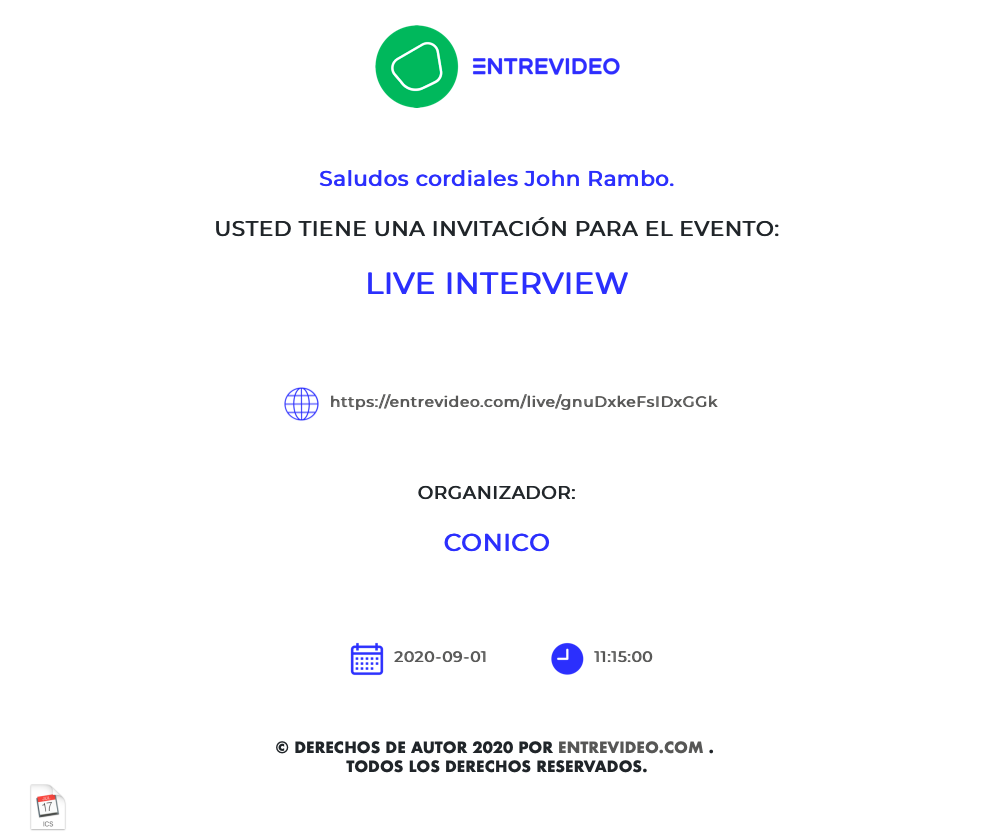 ENTREVIDEO
Saludos cordiales John Rambo.
USTED TIENE UNA INVITACIÓN PARA EL EVENTO:
LIVE INTERVIEW
https://entrevideo.com/live/gnuDxkeFsIDxGGk
ORGANIZADOR:
CONICO
2020-09-01 11:15:00
© DERECHOS DE AUTOR 2020 POR ENTREVIDEO.COM .
TODOS LOS DERECHOS RESERVADOS.
17
ICS